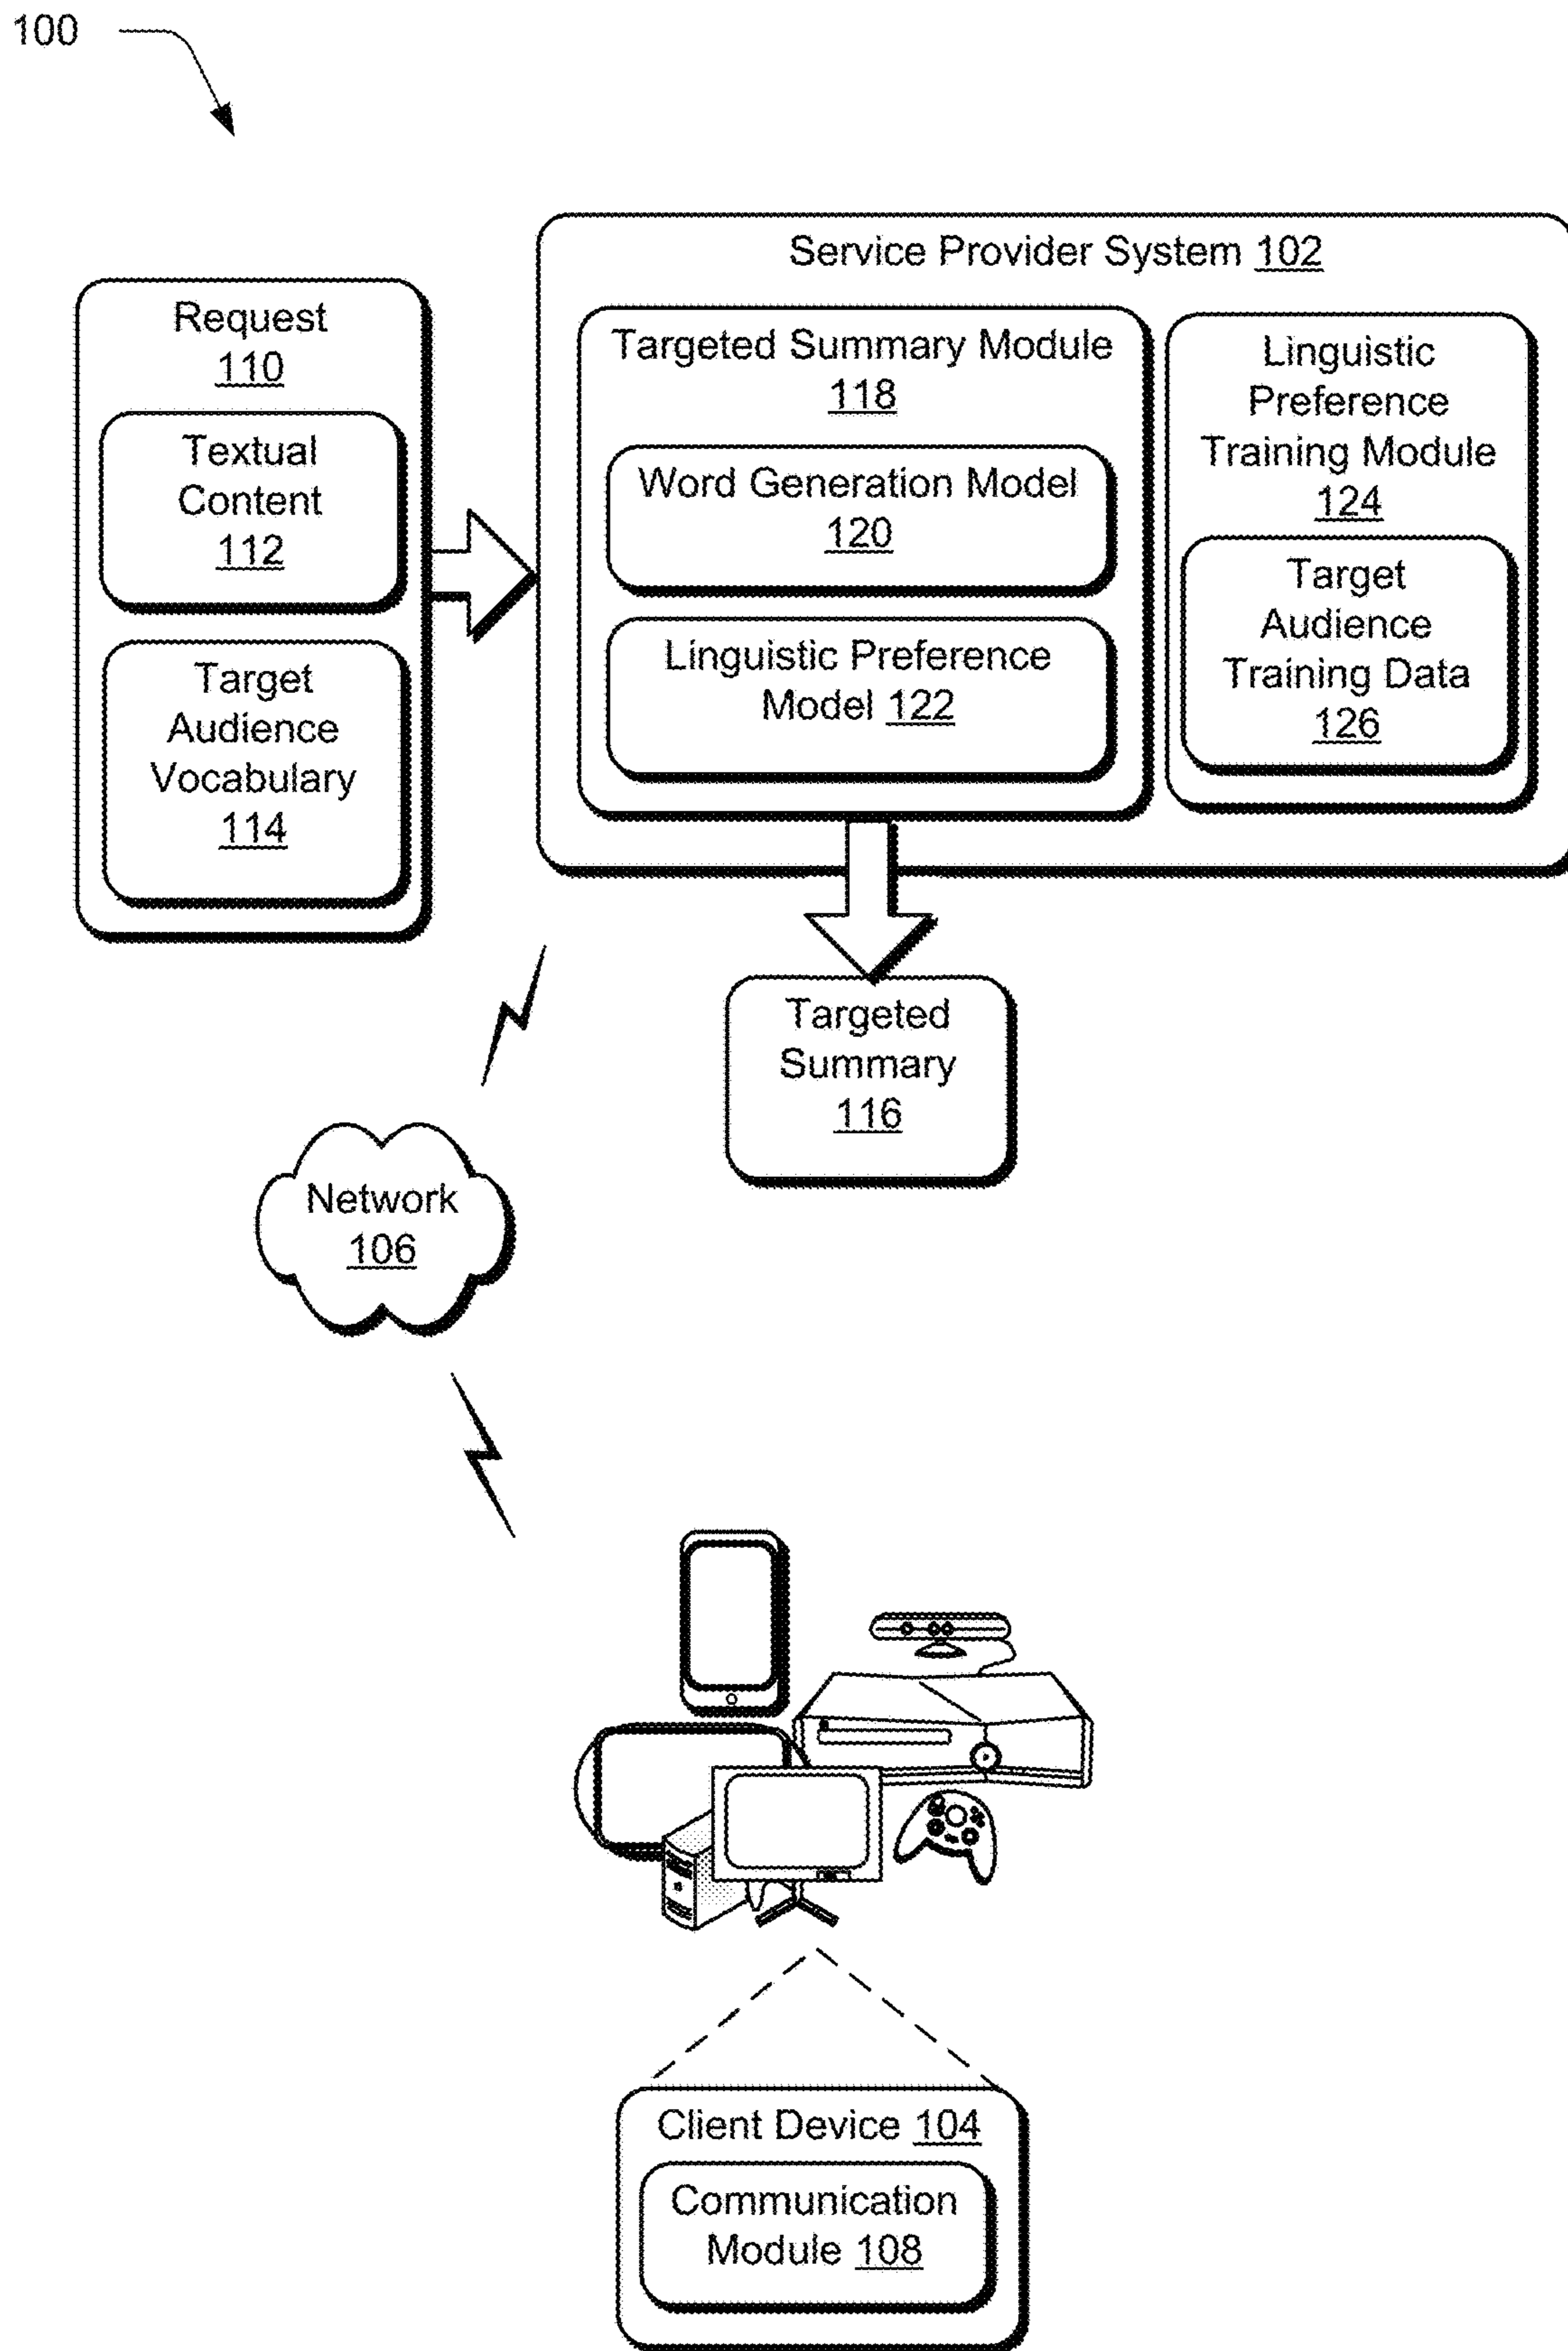 100
Service Provider System 102
Request
110
Textual
Content
112
Target
Audience
Vocabulary
114
Targeted Summary Module
118
Word Generation Model
120
Linguistic Preference
Model 122
Linguistic
Preference
Training Module
124
Target
Audience
Training Data
126
Targeted
Summary
116
Network
106
Client Device 104
Communication
Module 108